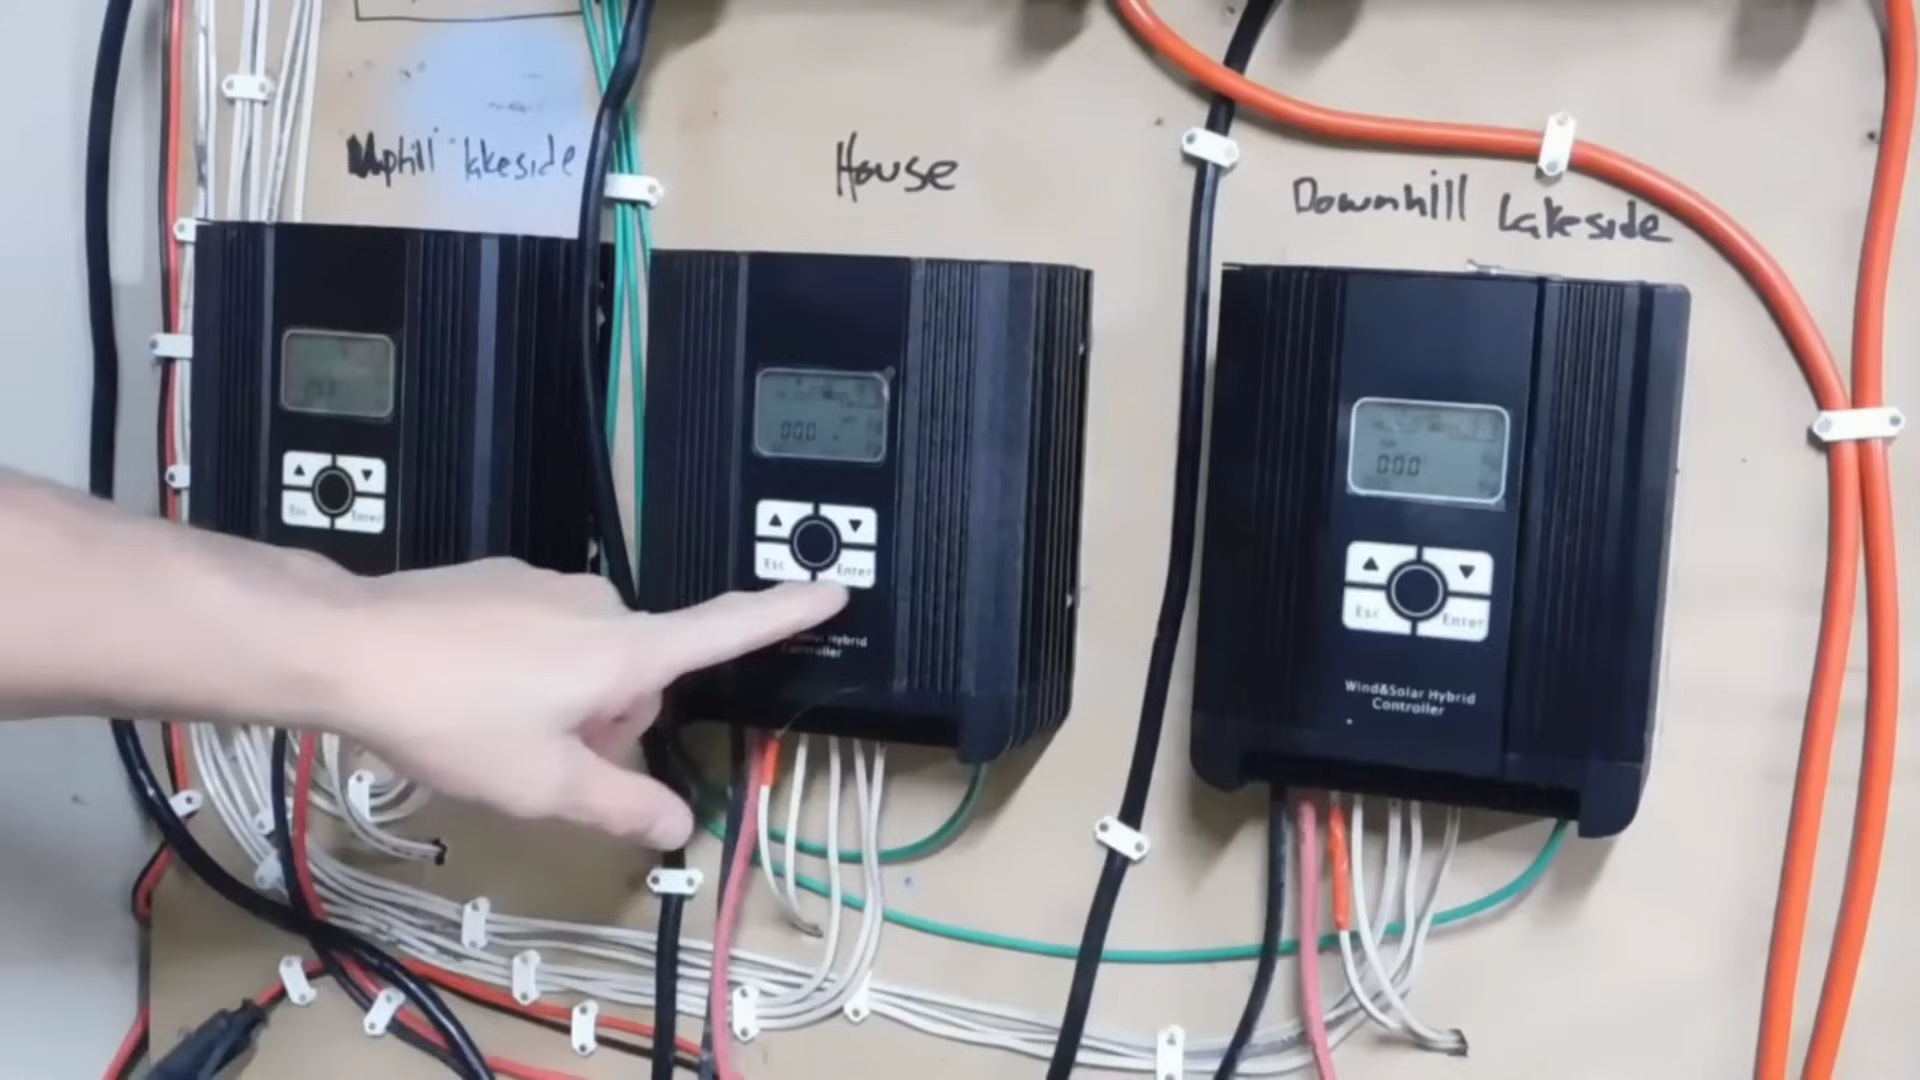 Uphill lakeside
House
Downhill Lakeside
Esc Enter
000
Esc Enter
Solar Hybrid
Controller
000
Esc Enter
Wind&Solar Hybrid
Controller